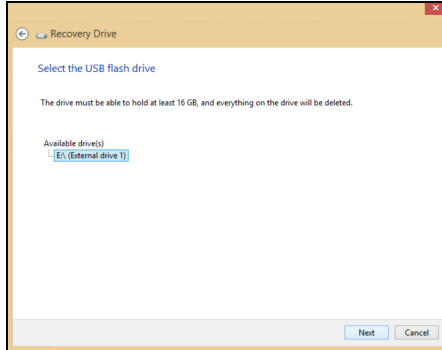 Recovery Drive
Select the USB flash drive
The drive must be able to hold at least 16 GB, and everything on the drive will be deleted.
Available drive(s)
E:\ (External drive 1)
Next Cancel